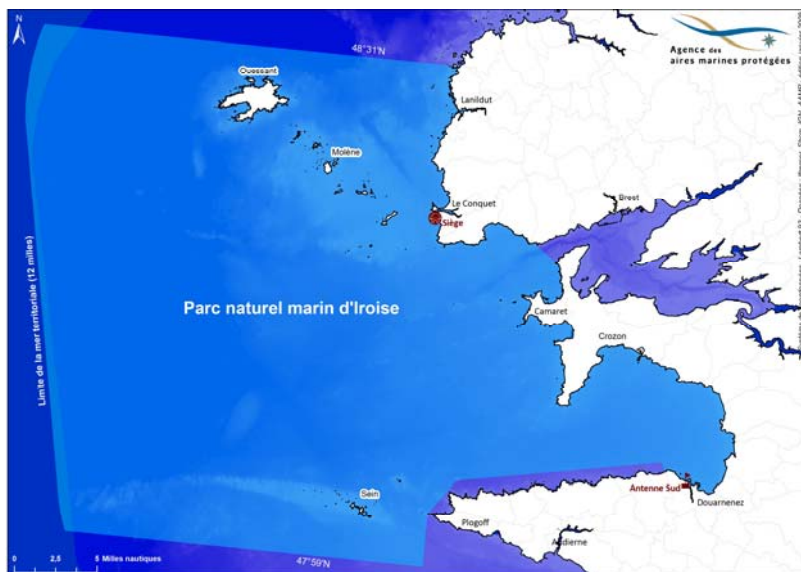 N
48°31'N
Agence des
aires marines protégées
Ouessant
Lanildut
Molène
Le Conquet
Siège
Brest
Limite de la mer territoriale (12 milles)
Parc naturel marin d'Iroise
Camaret
Crozon
Sein
Antenne Sud
Douarnenez
Plogoff
Audierne
47°59'N
0 2,5 5 Milles nautiques